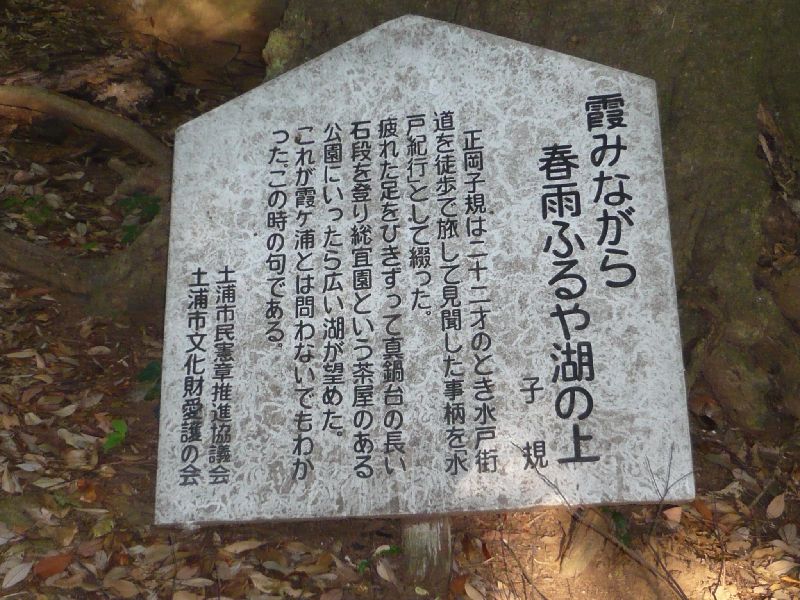 霞みながら
春雨ふるや湖の上
子規
正岡子規は二十二才のとき水戸街
道を徒歩で旅して見聞した事柄を水
戸紀行として綴った。
疲れた足をひきずって真鍋台の長い
石段を登り総宜園という茶屋のある
公園にいったら広い湖が望めた。
これが霞ケ浦とは問わないでもわか
ったこの時の句である。
土浦市民憲章推進協議会
土浦市文化財愛護の会